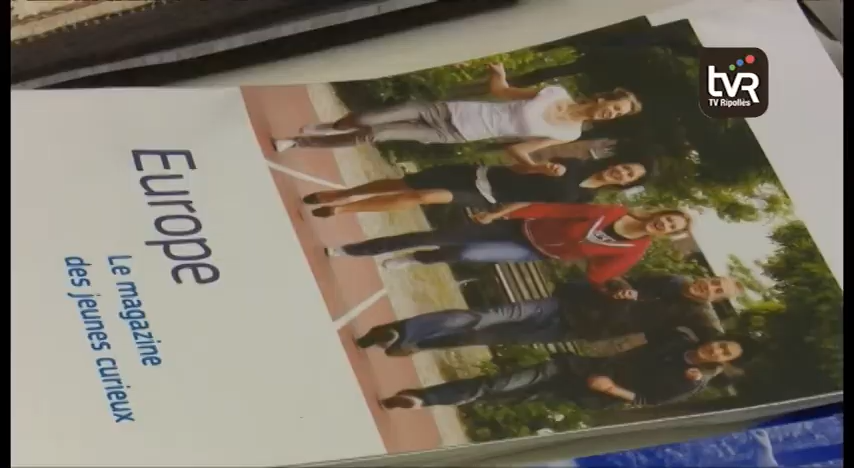 tvR
TV Ripollès
Europe
Le magazine
des jeunes curieux